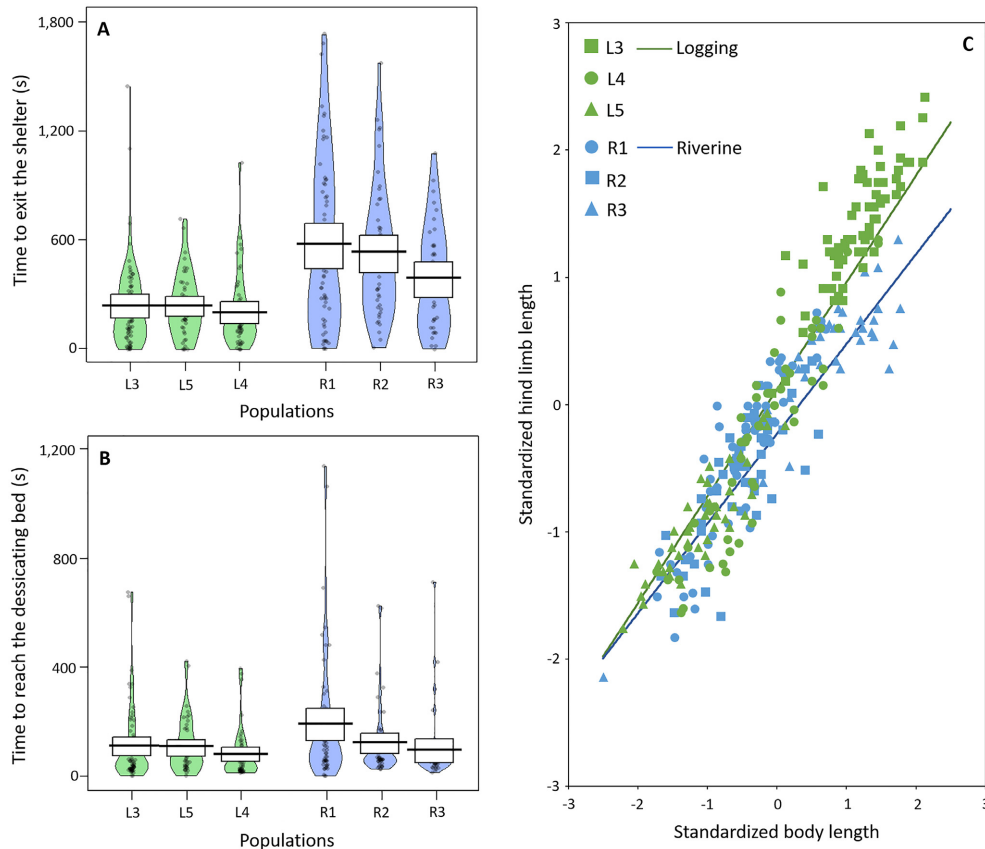 A
Time to exit the shelter (s)
1,800
1,200
600
0
L3 L5 L4 R1 R2 R3
Populations
B
Time to reach the dessicating bed (s)
1,200
800
400
0
L3 L5 L4 R1 R2 R3
Populations
C
L3 Logging
L4
L5
R1 Riverine
R2
R3
Standardized hind limb length
3
2
1
0
-1
-2
-3
-3 -2 -1 0 1 2 3
Standardized body length